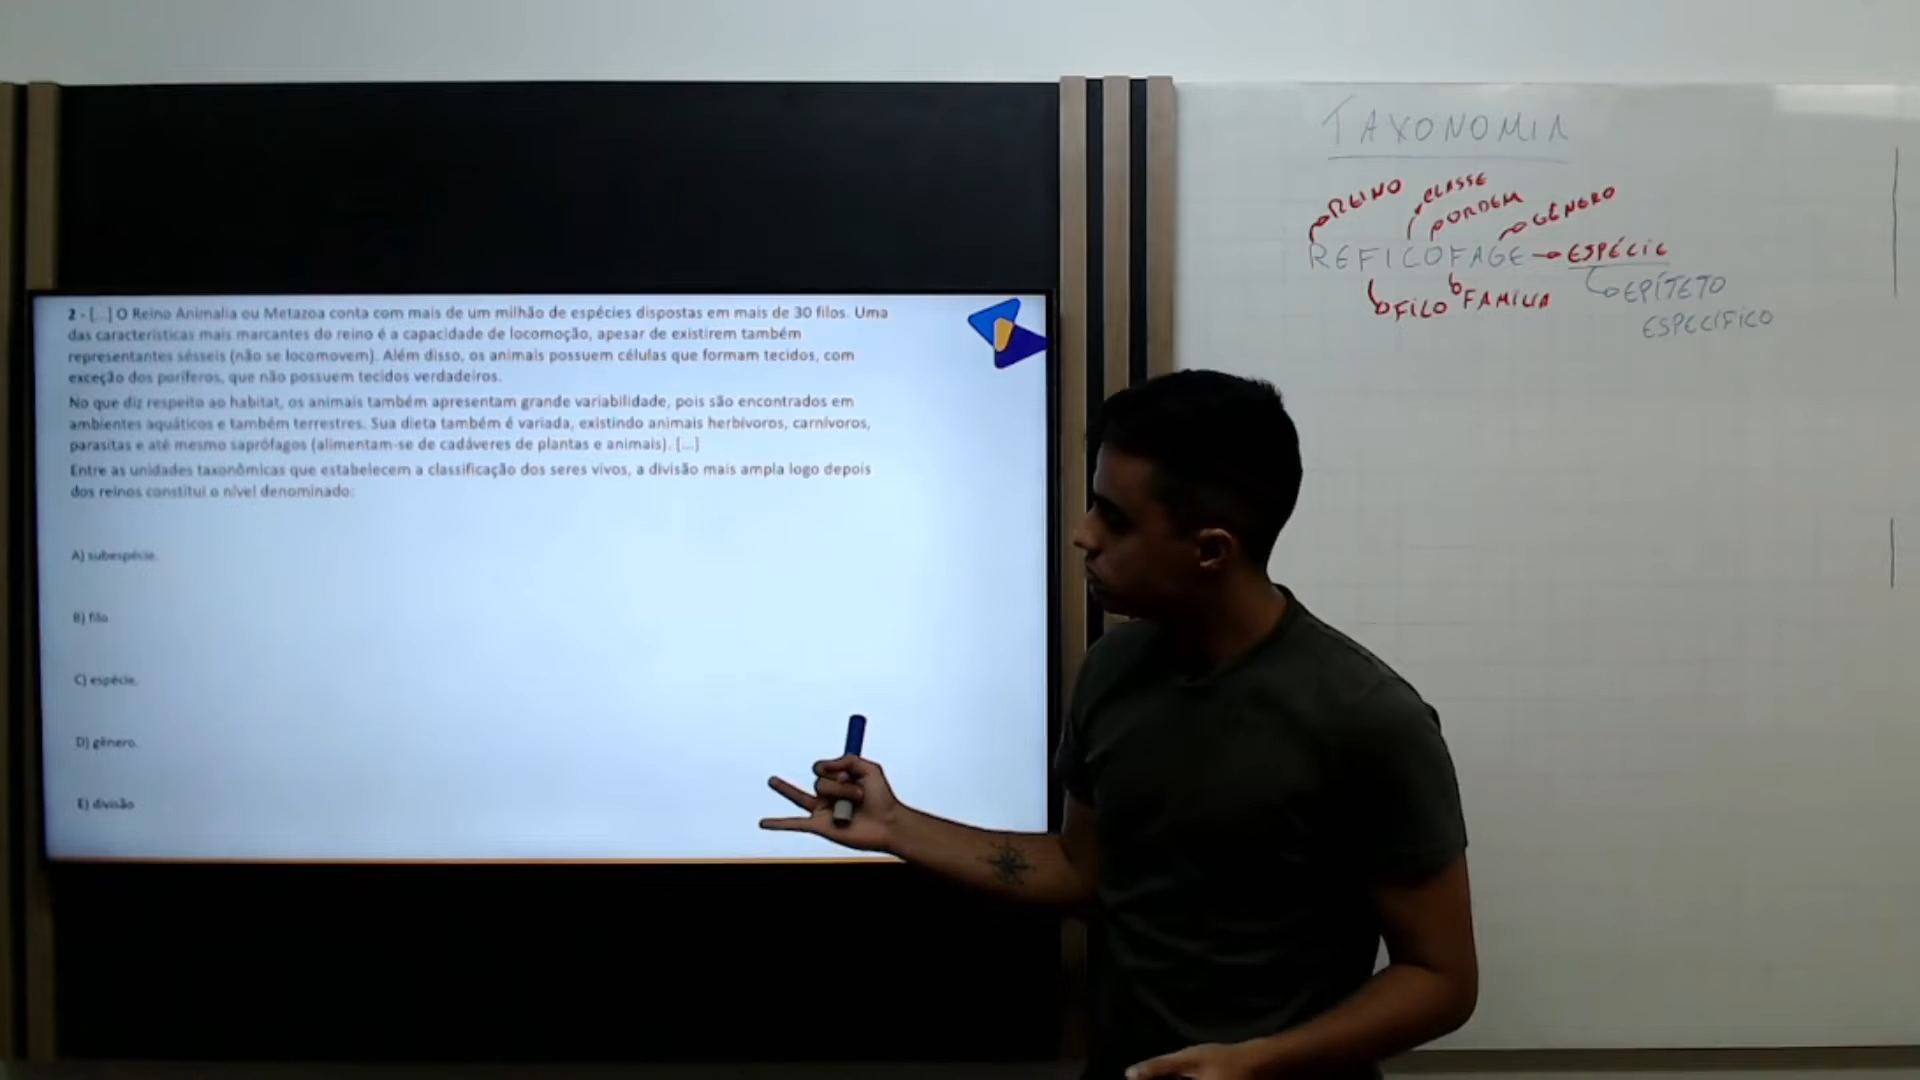 2 - [...] O Reino Animalia ou Metazoa conta com mais de um milhão de espécies dispostas em mais de 30 filos. Uma
das características mais marcantes do reino é a capacidade de locomoção, apesar de existirem também
representantes sésseis (não se locomovem). Além disso, os animais possuem células que formam tecidos, com
exceção dos poríferos, que não possuem tecidos verdadeiros.
No que diz respeito ao habitat, os animais também apresentam grande variabilidade, pois são encontrados em
ambientes aquáticos e também terrestres. Sua dieta também é variada, existindo animais herbívoros, carnívoros,
parasitas e até mesmo saprófagos (alimentam-se de cadáveres de plantas e animais). [...]
Entre as unidades taxonômicas que estabelecem a classificação dos seres vivos, a divisão mais ampla logo depois
dos reinos constitui o nível denominado:
A) subespécie.
B) filo.
C) espécie.
D) gênero.
E) divisão
TAXONOMIA
REINO CLASSE
ORDEM GÊNERO
REFICOFAGE → ESPÉCIE
FILO FAMÍLIA EPÍTETO
ESPECÍFICO